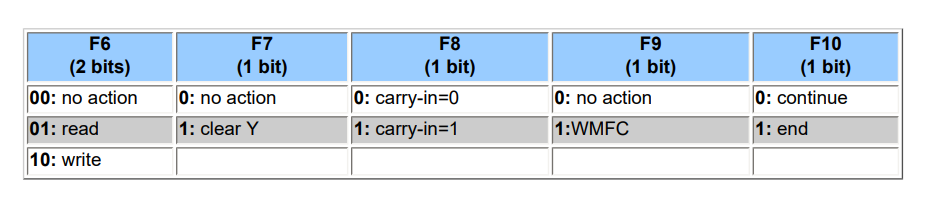 F6 F7 F8 F9 F10
(2 bits) (1 bit) (1 bit) (1 bit) (1 bit)
00: no action 0: no action 0: carry-in=0 0: no action 0: continue
01: read 1: clear Y 1: carry-in=1 1:WMFC 1: end
10: write